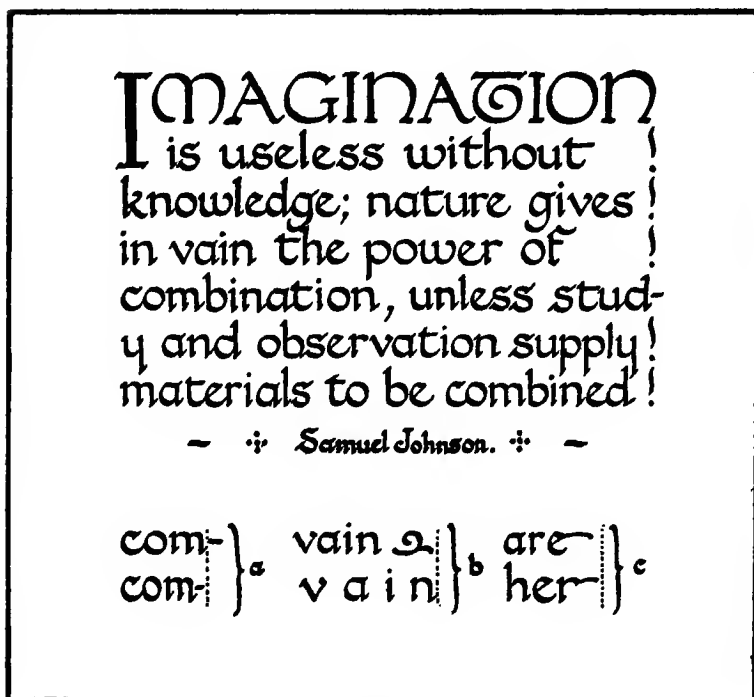 IMAGINATION
is useless without
knowledge; nature gives
in vain the power of
combination, unless stud-
y and observation supply
materials to be combined
Samuel Johnson.
com- vain are
com- a vain b her c